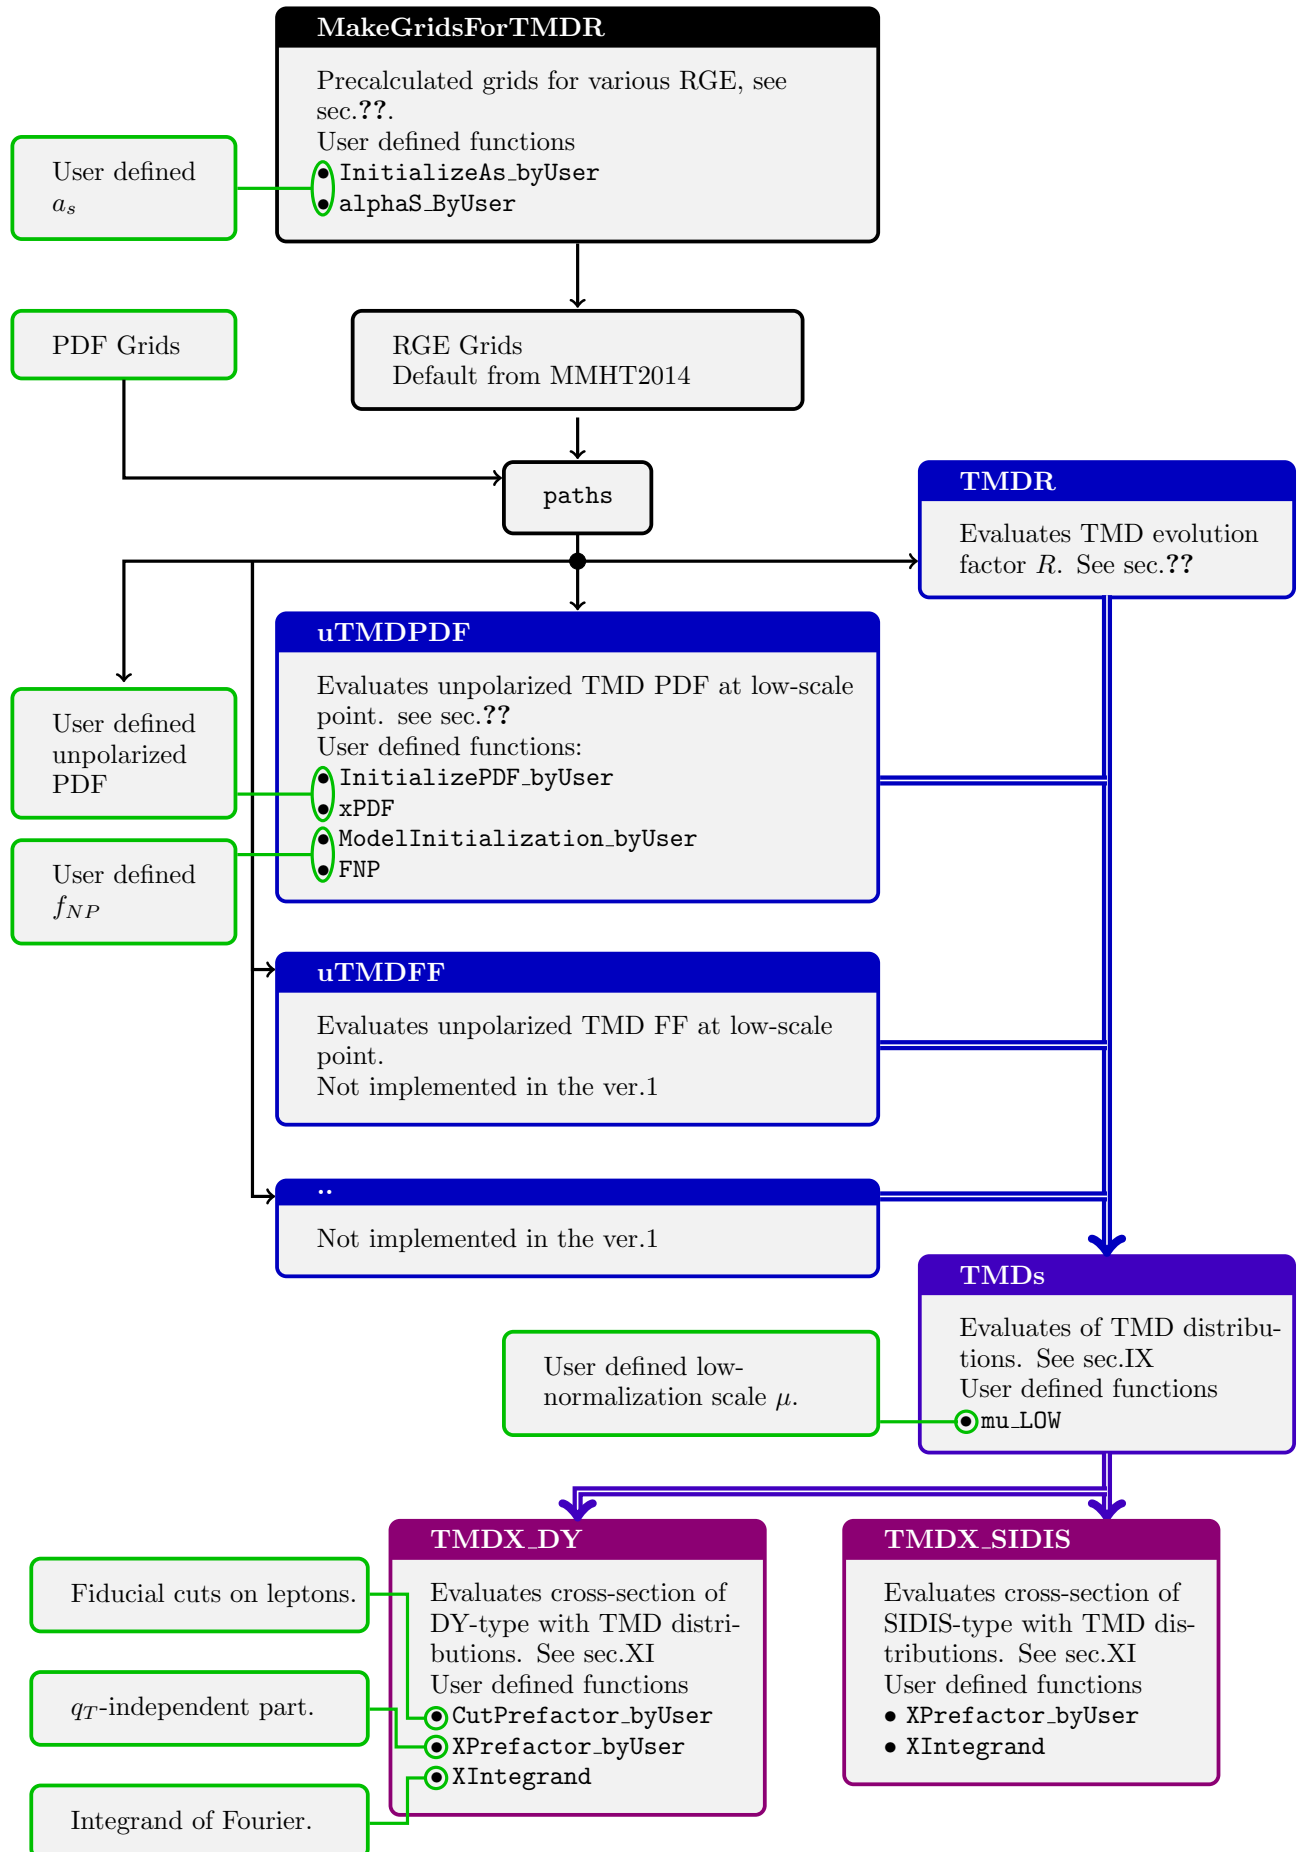 MakeGridsForTMDR
Precalculated grids for various RGE, see
sec.??.
User defined functions
• InitializeAs_byUser
• alphaS_ByUser
User defined
a_s
PDF Grids
RGE Grids
Default from MMHT2014
paths
TMDR
Evaluates TMD evolution
factor R. See sec.??
uTMDPDF
Evaluates unpolarized TMD PDF at low-scale
point. see sec.??
User defined functions:
• InitializePDF_byUser
• xPDF
• ModelInitialization_byUser
• FNP
User defined
unpolarized
PDF
User defined
f_{NP}
uTMDFF
Evaluates unpolarized TMD FF at low-scale
point.
Not implemented in the ver.1
..
Not implemented in the ver.1
TMDs
Evaluates of TMD distribu-
tions. See sec.IX
User defined functions
• mu_LOW
User defined low-
normalization scale μ.
TMDX_DY
Evaluates cross-section of
DY-type with TMD distri-
butions. See sec.XI
User defined functions
• CutPrefactor_byUser
• XPrefactor_byUser
• XIntegrand
TMDX_SIDIS
Evaluates cross-section of
SIDIS-type with TMD dis-
tributions. See sec.XI
User defined functions
• XPrefactor_byUser
• XIntegrand
Fiducial cuts on leptons.
q_T-independent part.
Integrand of Fourier.